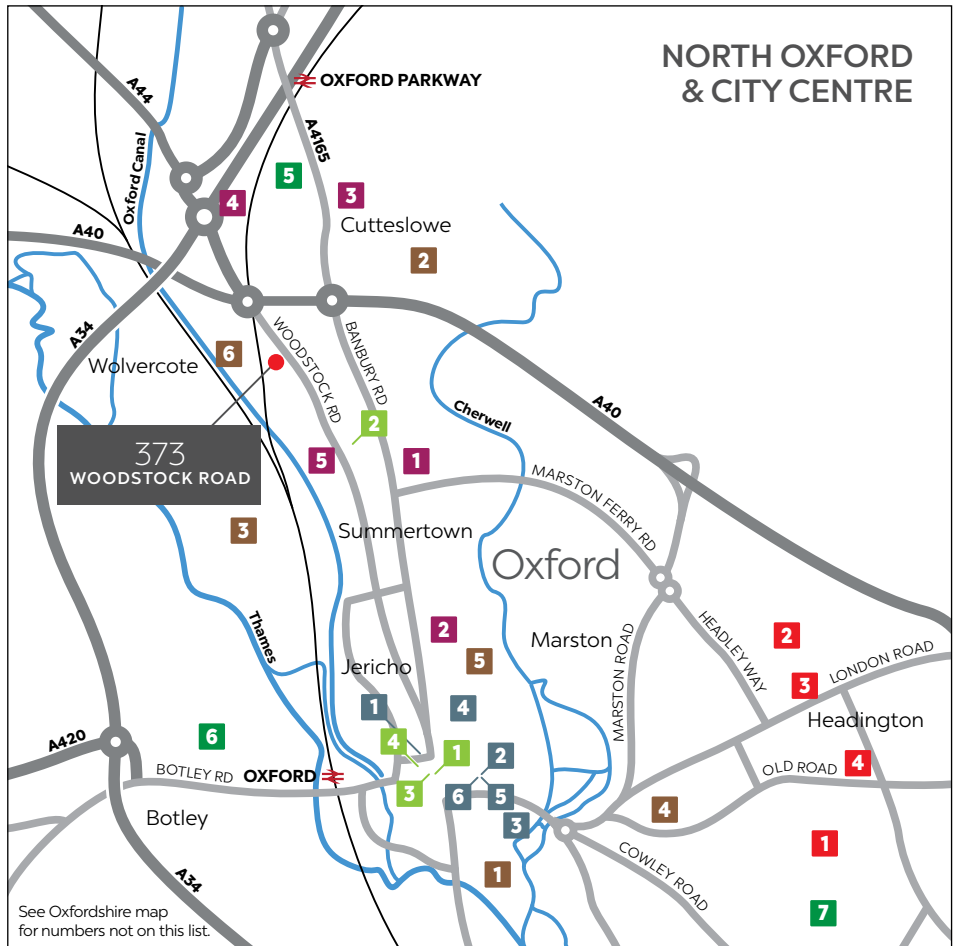 NORTH OXFORD
& CITY CENTRE
OXFORD PARKWAY
A44
A4165
Oxford Canal
5
3
4
Cutteslowe
A40
2
A34
WOODSTOCK RD
BANBURY RD
6
Wolvercote
Cherwell
A40
2
373
WOODSTOCK ROAD
5
1
MARSTON FERRY RD
3
Summertown
Oxford
Thames
2
Marston
HEADLEY WAY
2
5
Jericho
MARSTON ROAD
LONDON ROAD
3
1
4
Headington
6
4
1
2
A420
BOTLEY RD
OXFORD
OLD ROAD
4
3
6
5
4
Botley
3
COWLEY ROAD
1
A34
1
7
See Oxfordshire map
for numbers not on this list.